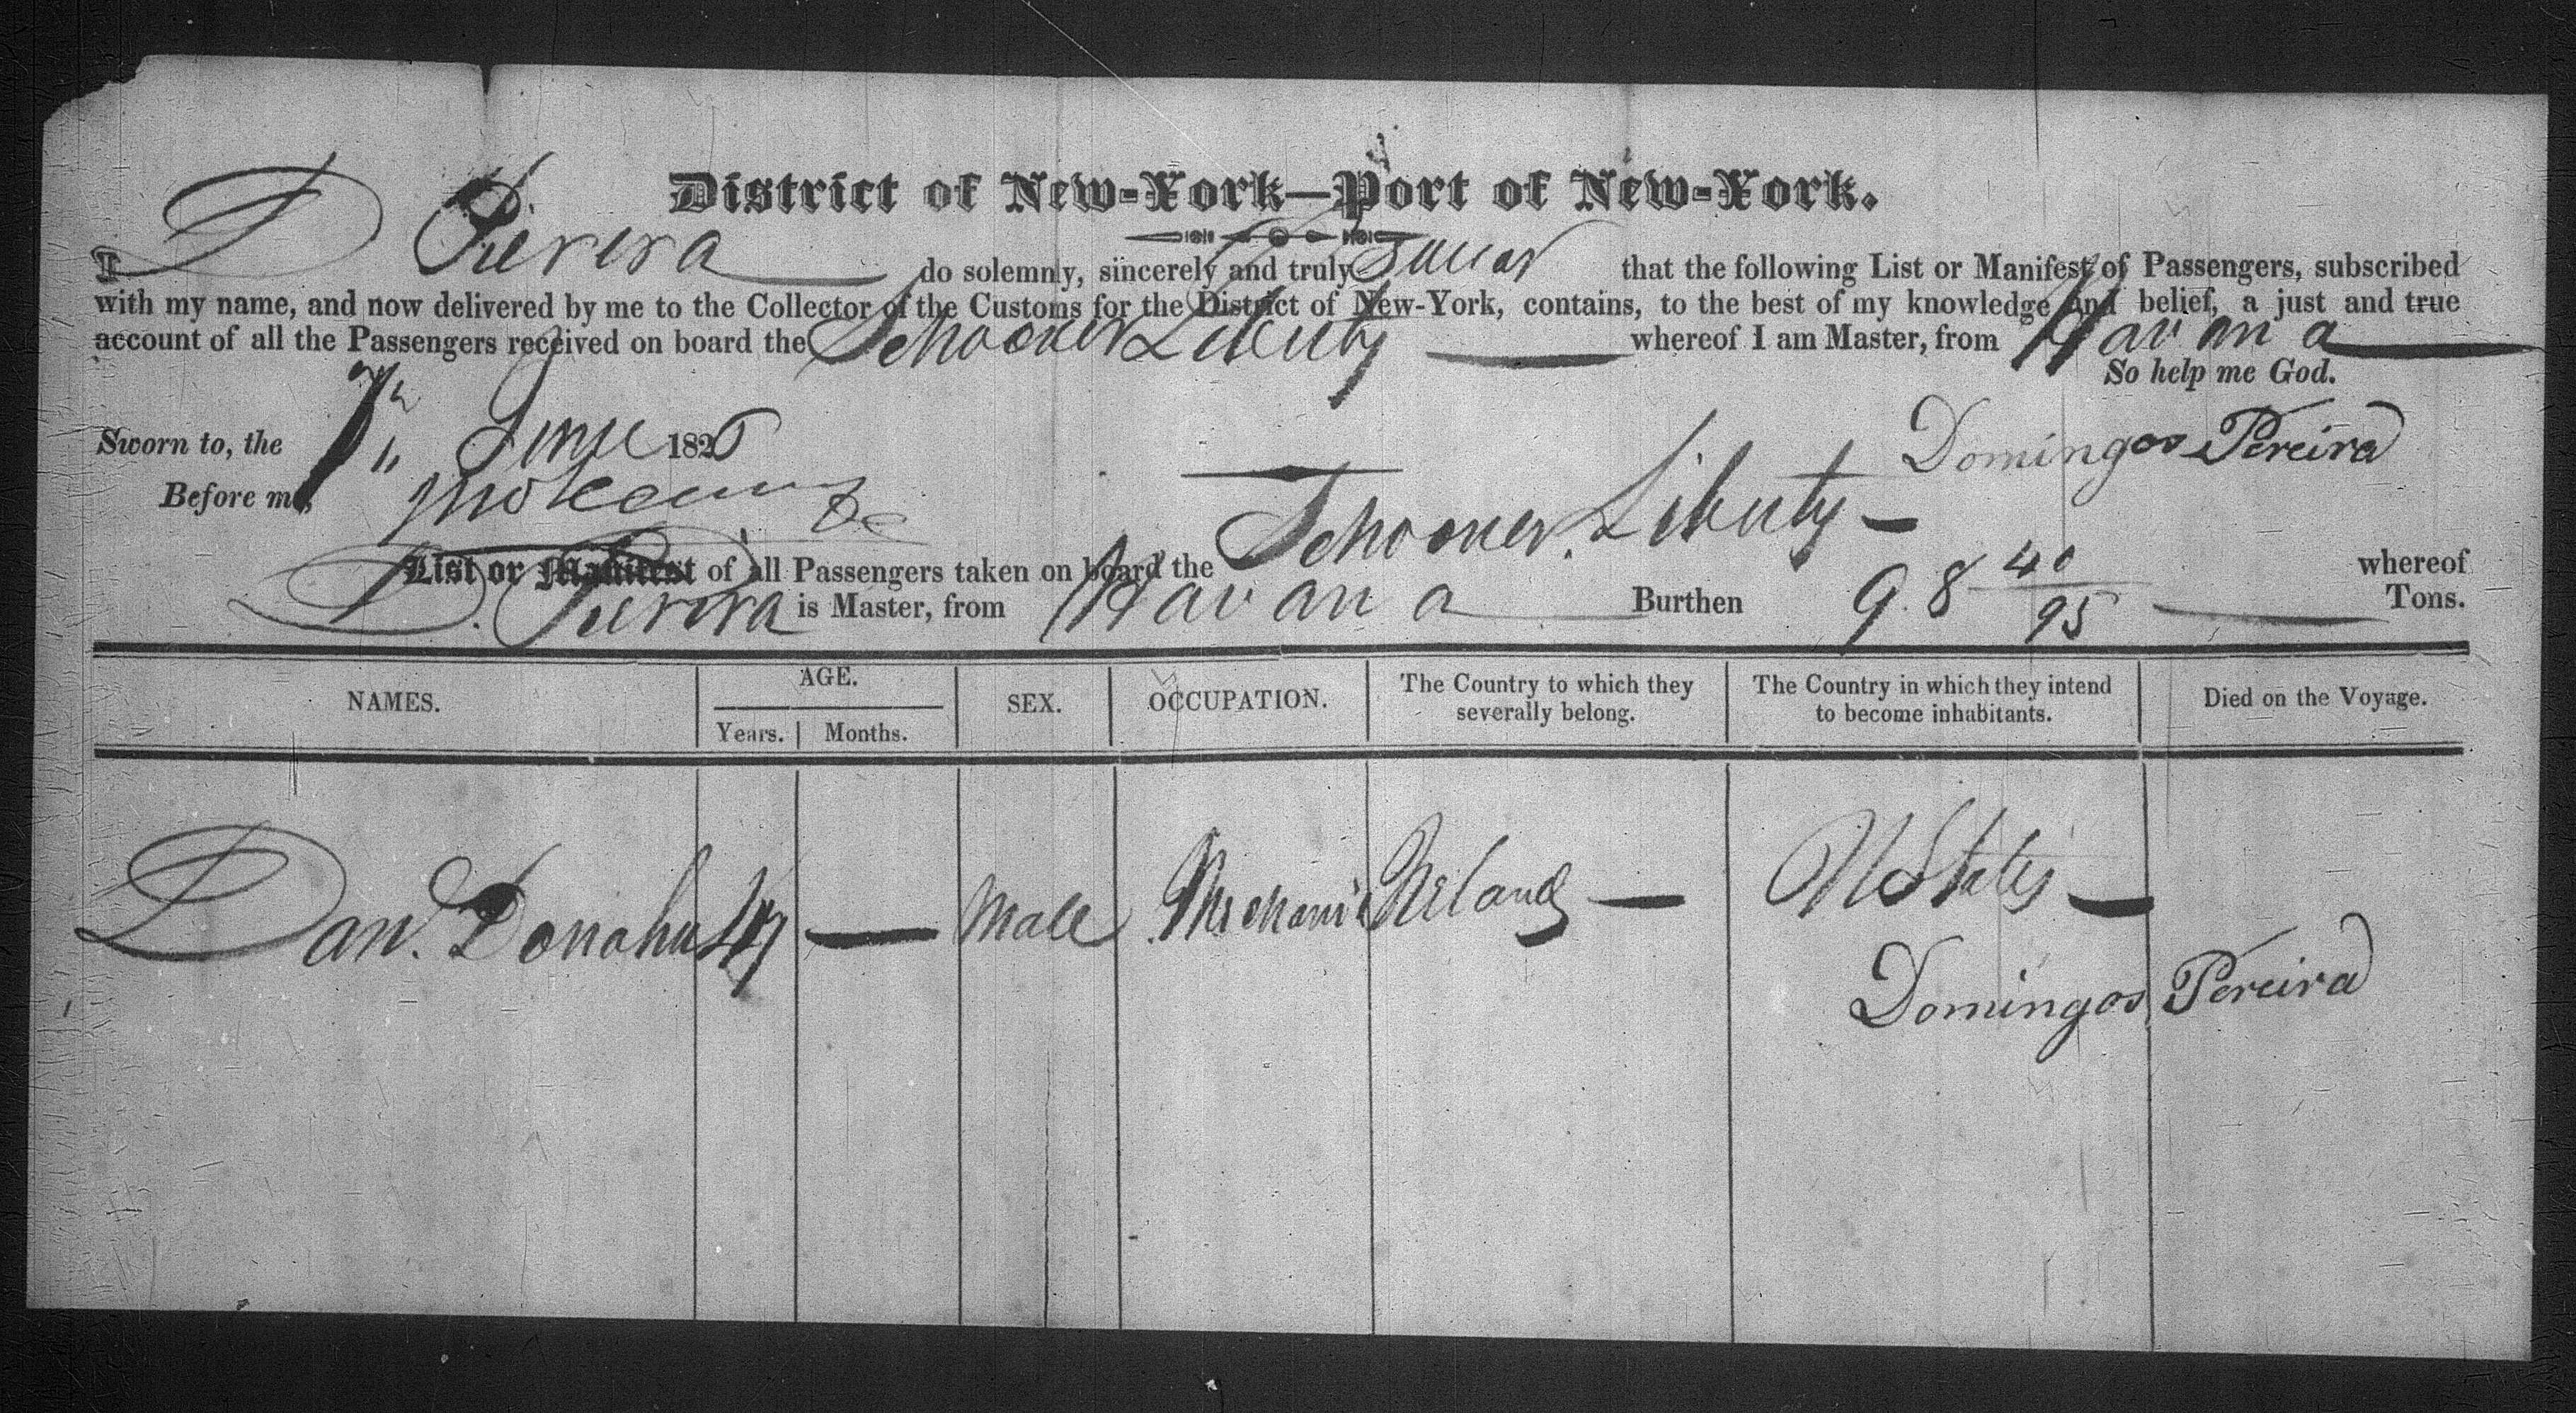 District of New-York—Port of New-York.
I D Pereira do solemnly, sincerely and truly Swear that the following List or Manifest of Passengers, subscribed
with my name, and now delivered by me to the Collector of the Customs for the District of New-York, contains, to the best of my knowledge and belief, a just and true
account of all the Passengers received on board the Schooner Liberty whereof I am Master, from Havana
So help me God.
Sworn to, the June 182
Domingos Pereira
Before me,
List or Manifest of all Passengers taken on board the Schooner Liberty — whereof
D. Pereira is Master, from Havana Burthen 98 40/95 Tons.
NAMES. AGE. SEX. OCCUPATION. The Country to which they severally belong. The Country in which they intend to become inhabitants. Died on the Voyage.
Years. Months.
Danl. Donahu — Male Mechanic Ireland — U States —
Domingos Pereira